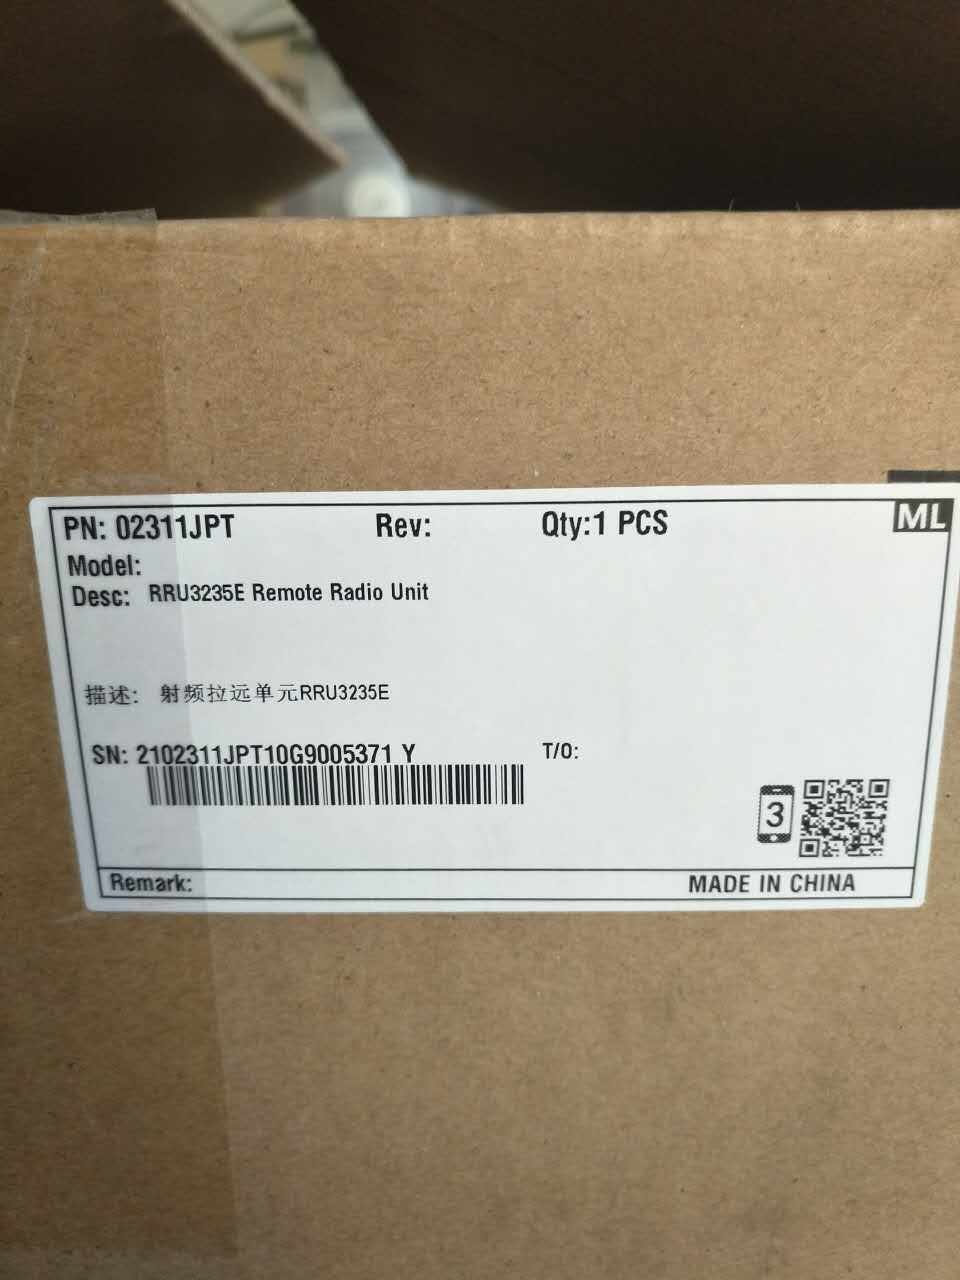 PN: 02311JPT Rev: Qty:1 PCS ML
Model:
Desc: RRU3235E Remote Radio Unit
描述: 射频拉远单元RRU3235E
SN: 2102311JPT10G9005371 Y T/O:
3
Remark: MADE IN CHINA